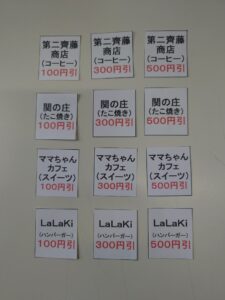 第二齊藤
商店
(コーヒー)
100円引
第二齊藤
商店
(コーヒー)
300円引
第二齊藤
商店
(コーヒー)
500円引
関の庄
(たこ焼き)
100円引
関の庄
(たこ焼き)
300円引
関の庄
(たこ焼き)
500円引
ママちゃん
カフェ
(スイーツ)
100円引
ママちゃん
カフェ
(スイーツ)
300円引
ママちゃん
カフェ
(スイーツ)
500円引
LaLaKi
(ハンバーガー)
100円引
LaLaKi
(ハンバーガー)
300円引
LaLaKi
(ハンバーガー)
500円引